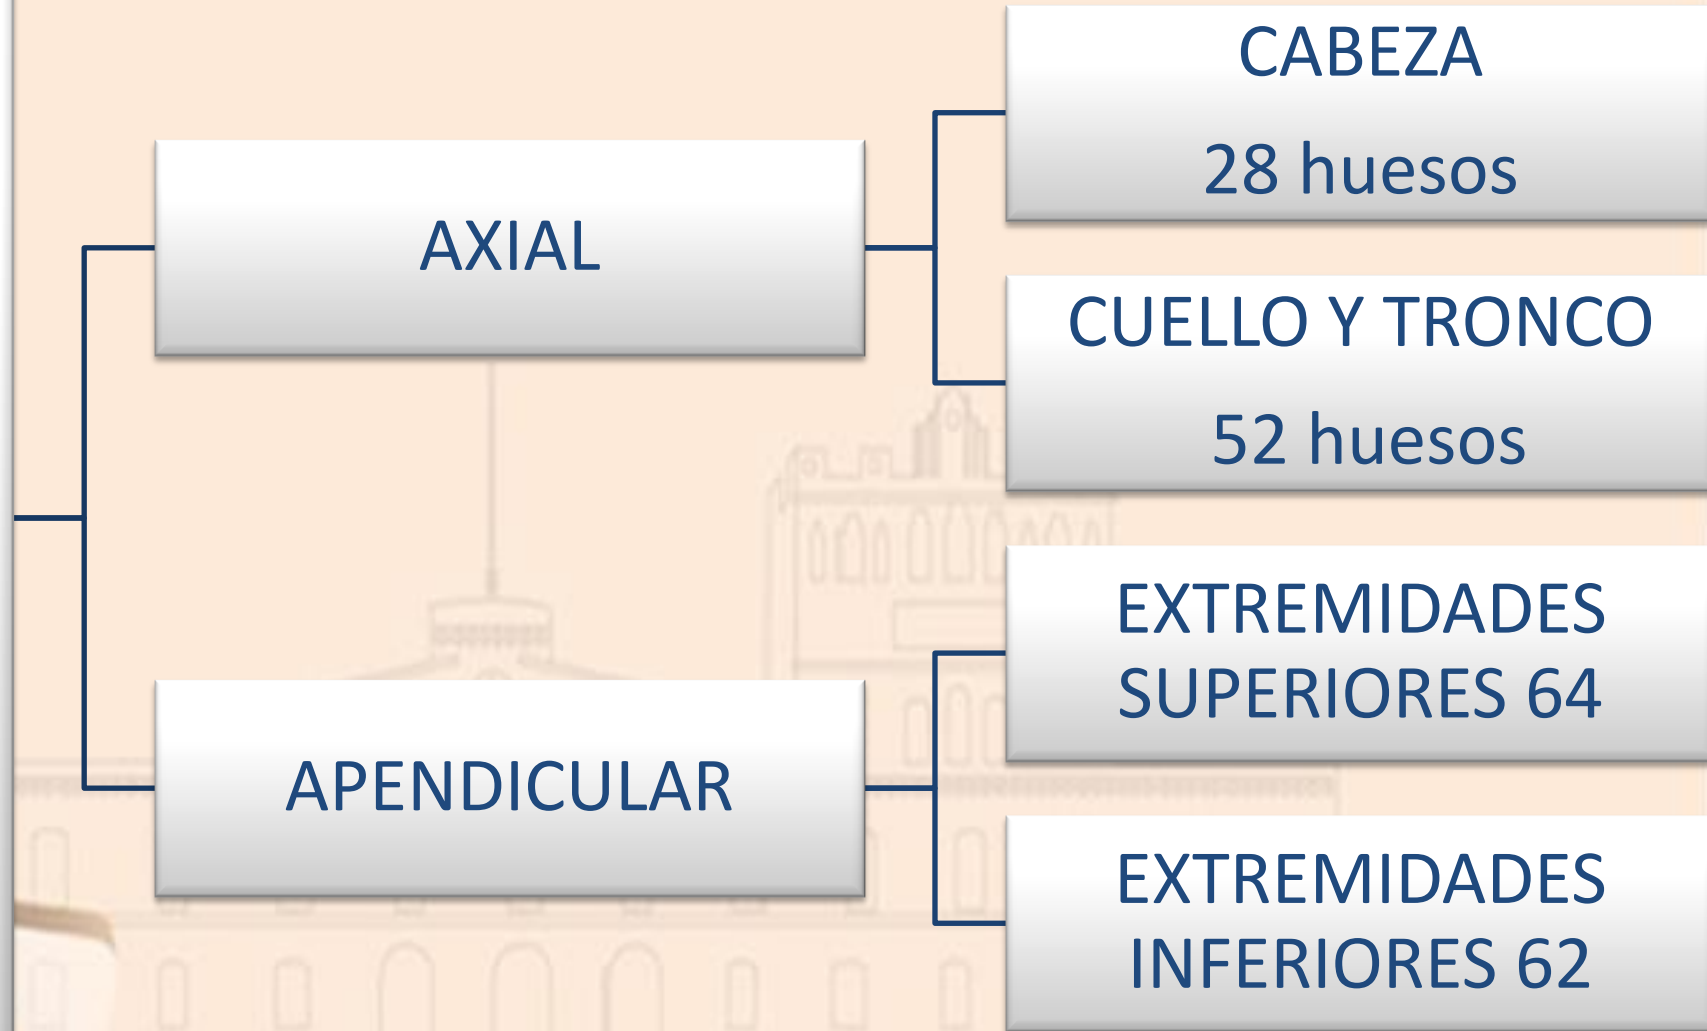 AXIAL
CABEZA
28 huesos
CUELLO Y TRONCO
52 huesos
APENDICULAR
EXTREMIDADES
SUPERIORES 64
EXTREMIDADES
INFERIORES 62